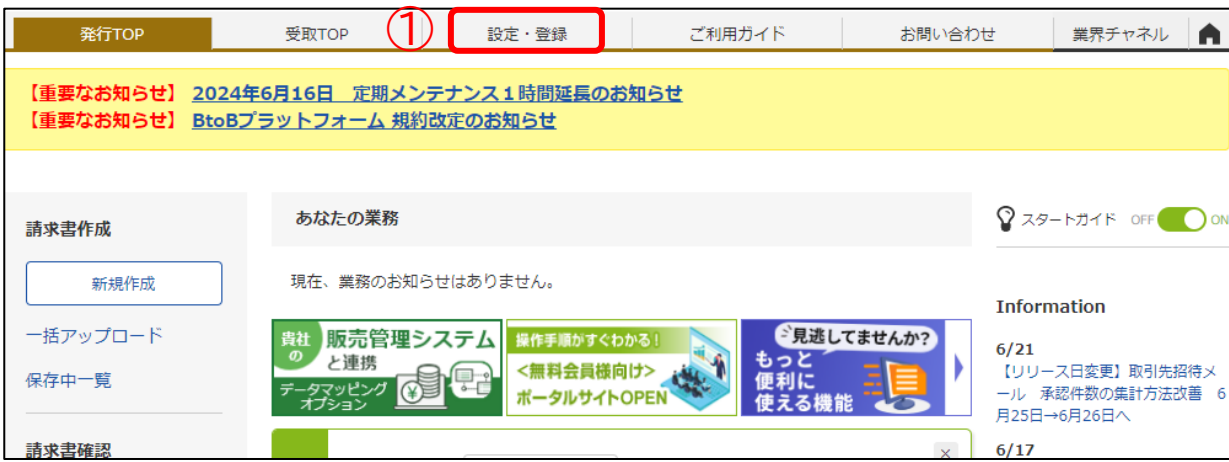 発行TOP
受取TOP
①
設定・登録
ご利用ガイド
お問い合わせ
業界チャネル
【重要なお知らせ】 2024年6月16日 定期メンテナンス１時間延長のお知らせ
【重要なお知らせ】 BtoBプラットフォーム 規約改定のお知らせ
請求書作成
新規作成
一括アップロード
保存中一覧
請求書確認
あなたの業務
現在、業務のお知らせはありません。
貴社の
販売管理システム
と連携
データマッピング
オプション
操作手順がすぐわかる！
<無料会員様向け>
ポータルサイトOPEN
見逃してませんか?
もっと
便利に
使える機能
スタートガイド OFF ON
Information
6/21
【リリース日変更】取引先招待メ
ール 承認件数の集計方法改善 6
月25日→6月26日へ
6/17